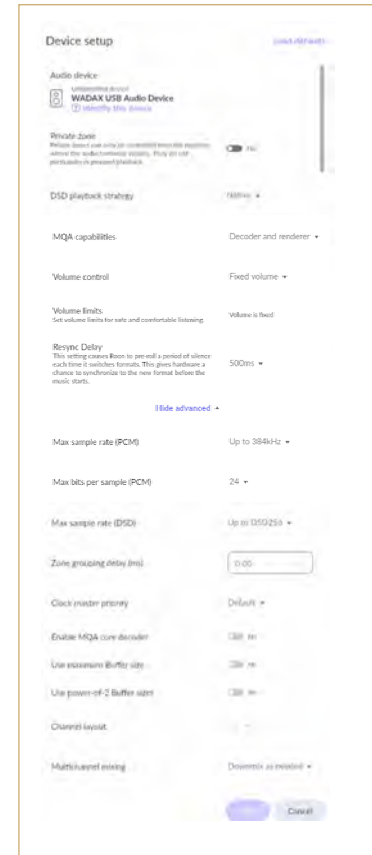 Device setup
Load defaults
Audio device
Unidentified device
WADAX USB Audio Device
Identify this device
Private zone
No
DSD playback strategy
Native
MQA capabilities
Decoder and renderer
Volume control
Fixed volume
Volume limits
Set volume limits for safe and comfortable listening.
Volume is fixed
Resync Delay
This setting causes Roon to pre-roll a period of silence
each time it switches formats. This gives hardware a
chance to synchronize to the new format before the
music starts.
500ms
Hide advanced
Max sample rate (PCM)
Up to 384kHz
Max bits per sample (PCM)
24
Max sample rate (DSD)
Up to DSD256
Zone grouping delay (ms)
0.00
Clock master priority
Default
Enable MQA core decoder
Use maximum Buffer size
Use power-of-2 Buffer sizes
Channel layout
Multichannel mixing
Downmix as needed
Cancel